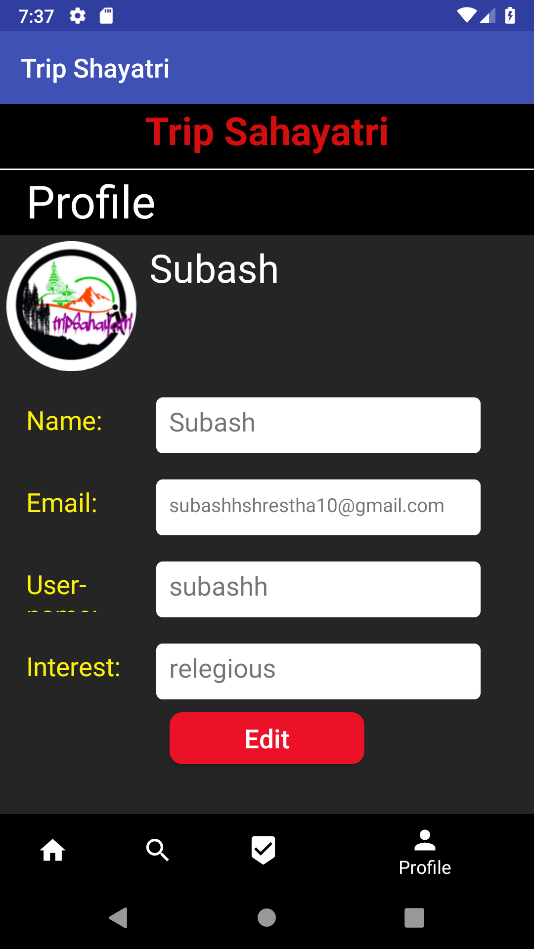 7:37
Trip Shayatri
Trip Sahayatri
Profile
tripSahayatri
Subash
Name:
Subash
Email:
subashhshrestha10@gmail.com
User-
name:
subashh
Interest:
relegious
Edit
Profile